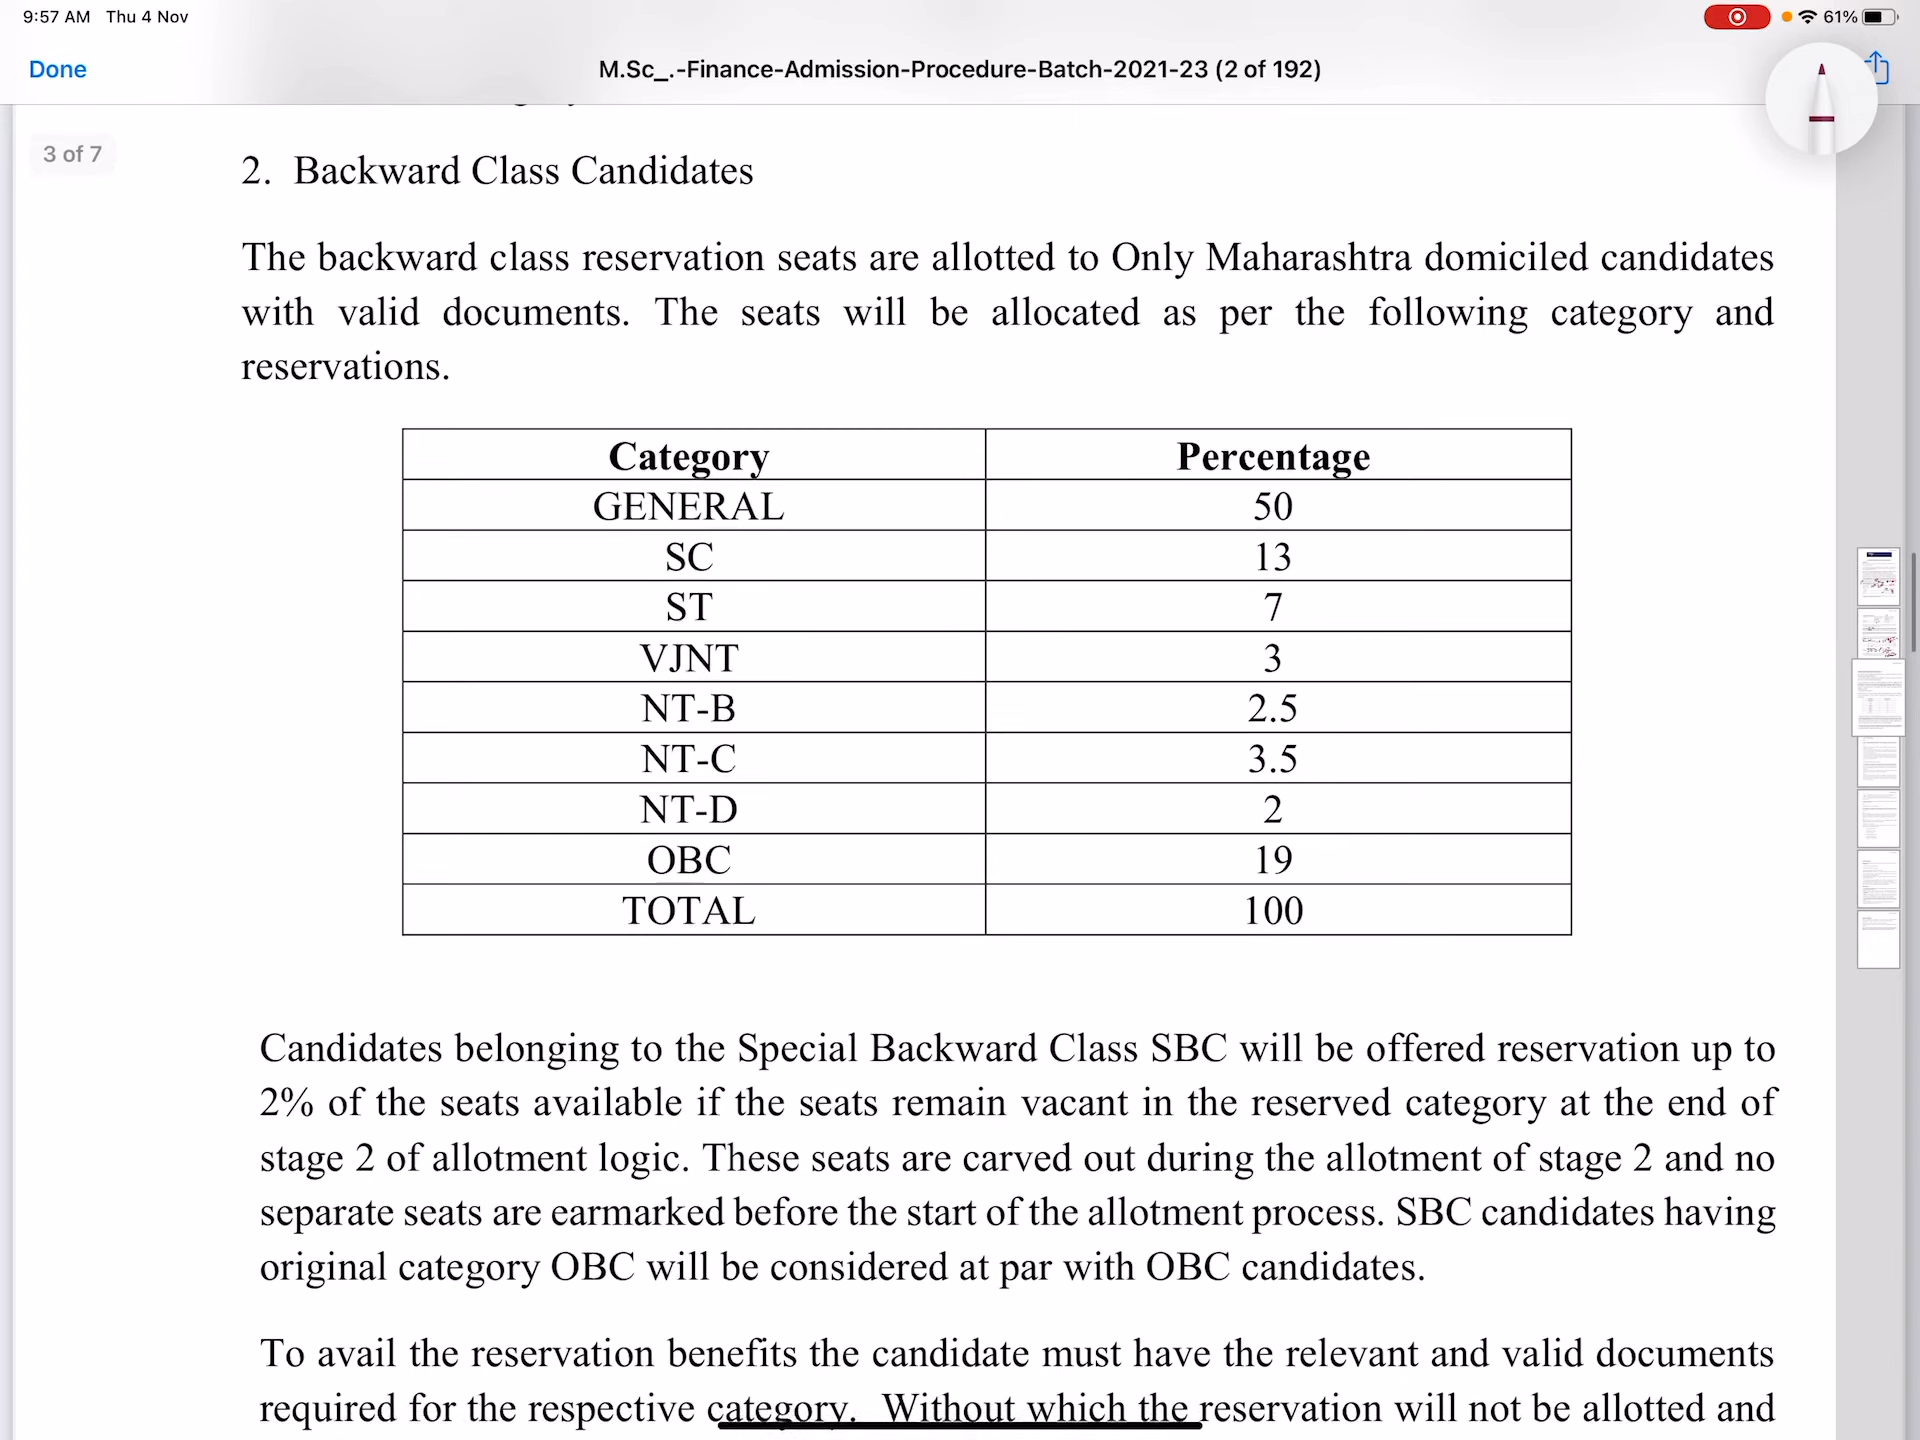 9:57 AM Thu 4 Nov
61%
Done
M.Sc_.-Finance-Admission-Procedure-Batch-2021-23 (2 of 192)
3 of 7
2. Backward Class Candidates
The backward class reservation seats are allotted to Only Maharashtra domiciled candidates
with valid documents. The seats will be allocated as per the following category and
reservations.
Category Percentage
GENERAL 50
SC 13
ST 7
VJNT 3
NT-B 2.5
NT-C 3.5
NT-D 2
OBC 19
TOTAL 100
Candidates belonging to the Special Backward Class SBC will be offered reservation up to
2% of the seats available if the seats remain vacant in the reserved category at the end of
stage 2 of allotment logic. These seats are carved out during the allotment of stage 2 and no
separate seats are earmarked before the start of the allotment process. SBC candidates having
original category OBC will be considered at par with OBC candidates.
To avail the reservation benefits the candidate must have the relevant and valid documents
required for the respective category. Without which the reservation will not be allotted and